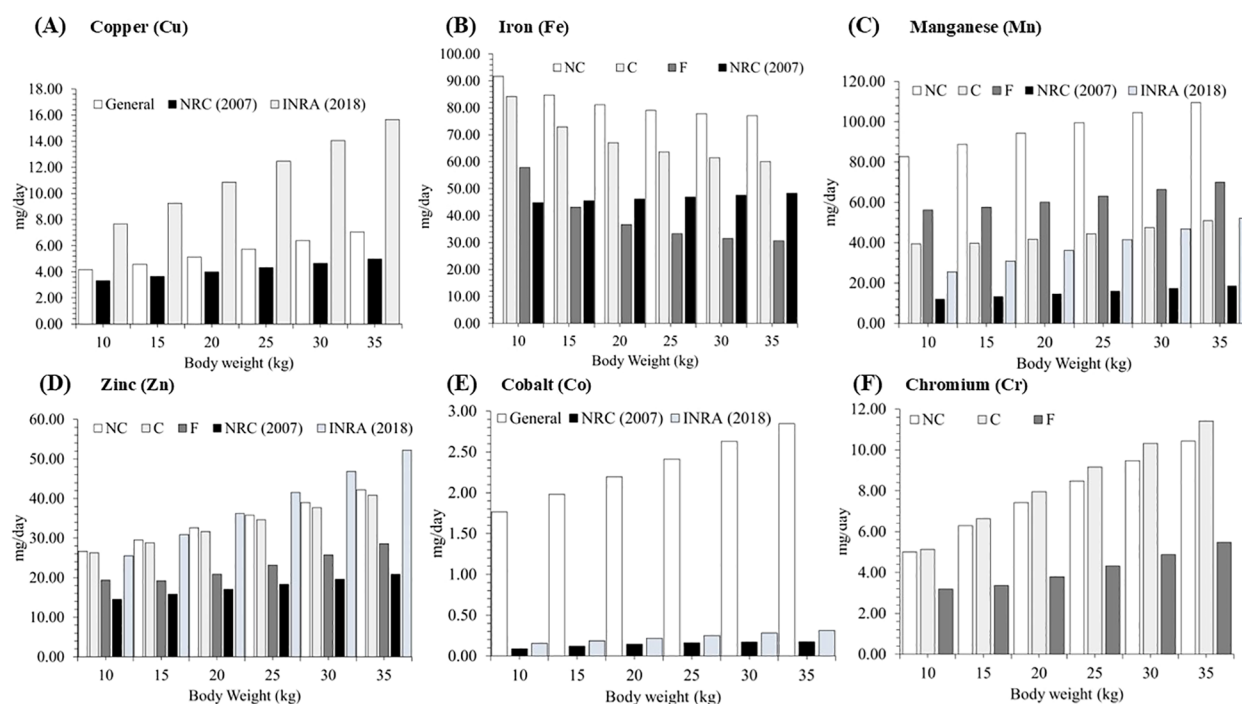 (A) Copper (Cu)
18.00
16.00
14.00
12.00
10.00
8.00
6.00
4.00
2.00
0.00
mg/day
General NRC (2007) INRA (2018)
10 15 20 25 30 35
Body weight (kg)
(B) Iron (Fe)
100.00
90.00
80.00
70.00
60.00
50.00
40.00
30.00
20.00
10.00
0.00
mg/day
NC C F NRC (2007)
10 15 20 25 30 35
Body Weight (kg)
(C) Manganese (Mn)
120.00
100.00
80.00
60.00
40.00
20.00
0.00
mg/day
NC C F NRC (2007) INRA (2018)
10 15 20 25 30 35
Body Weight (kg)
(D) Zinc (Zn)
60.00
50.00
40.00
30.00
20.00
10.00
0.00
mg/day
NC C F NRC (2007) INRA (2018)
10 15 20 25 30 35
Body Weight (kg)
(E) Cobalt (Co)
3.00
2.50
2.00
1.50
1.00
0.50
0.00
mg/day
General NRC (2007) INRA (2018)
10 15 20 25 30 35
Body weight (kg)
(F) Chromium (Cr)
12.00
10.00
8.00
6.00
4.00
2.00
0.00
mg/day
NC C F
10 15 20 25 30 35
Body weight (kg)